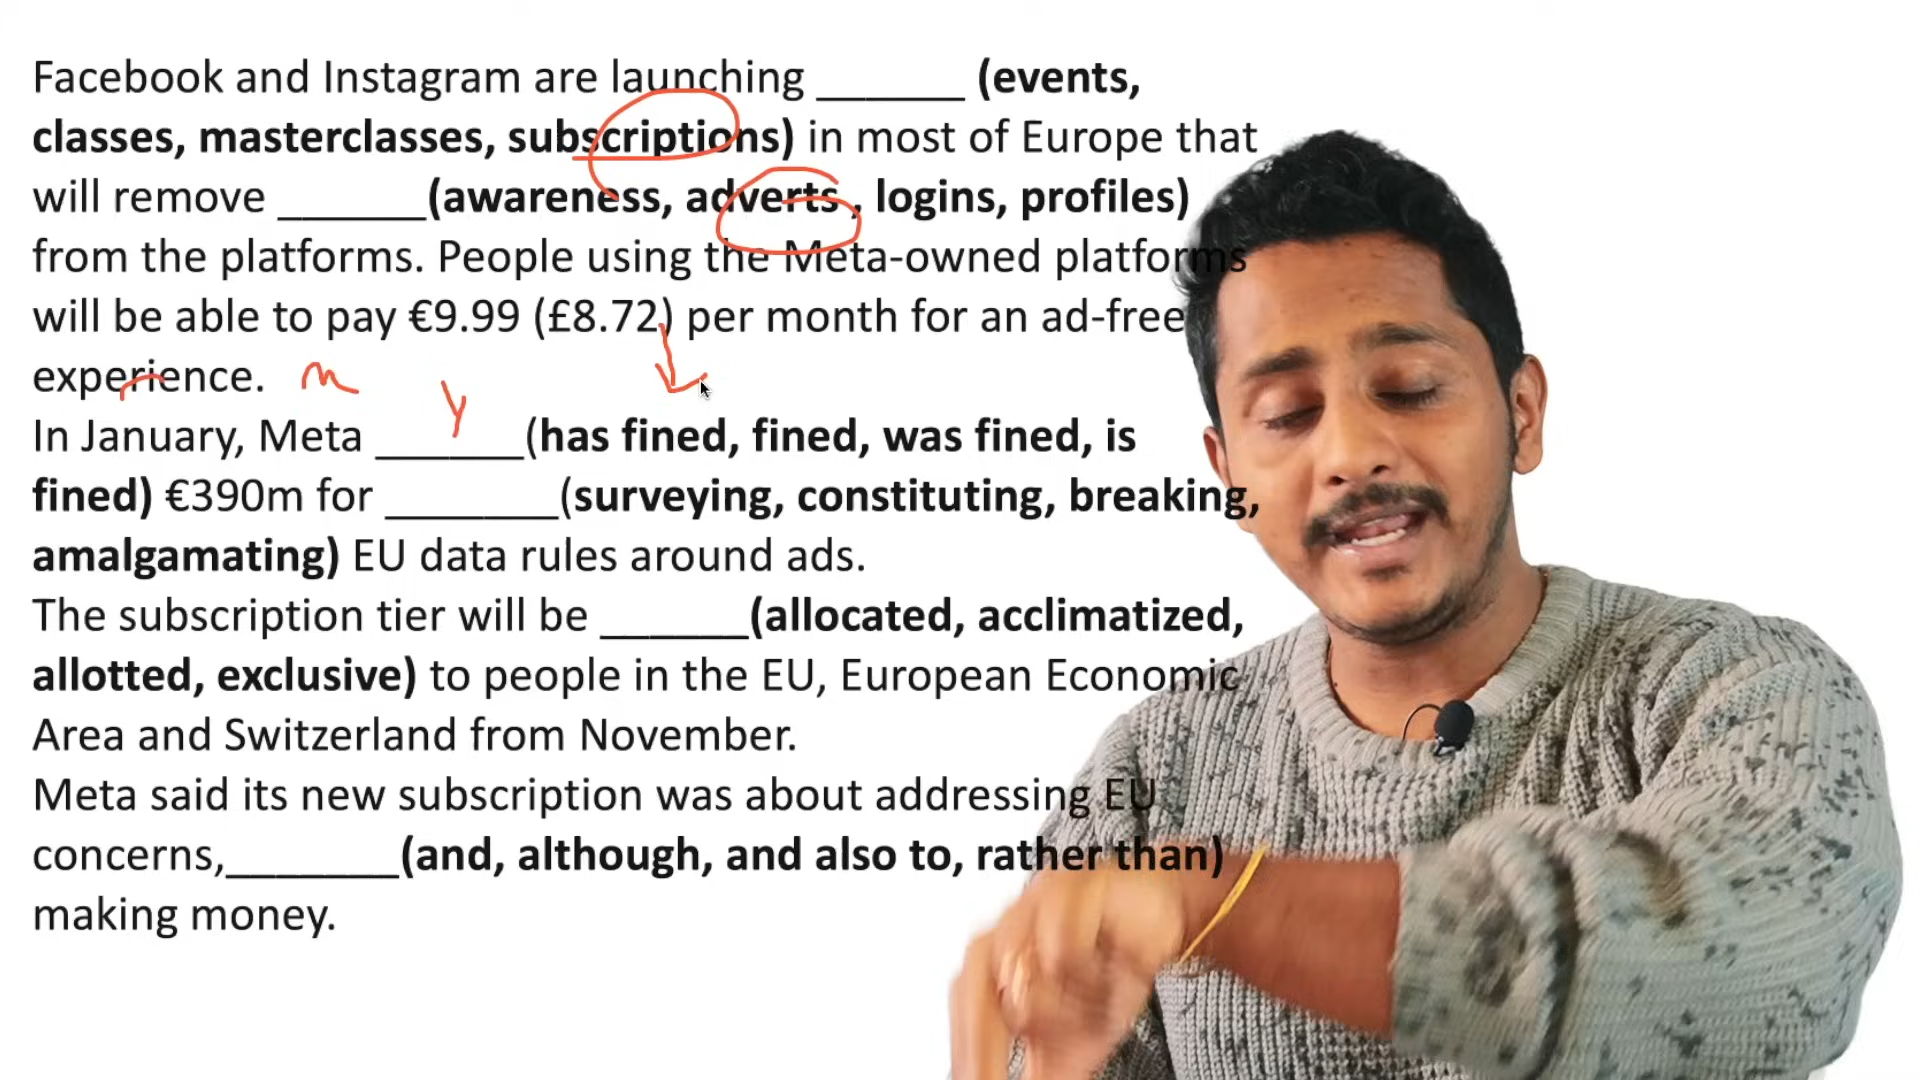 Facebook and Instagram are launching ______ (events,
classes, masterclasses, subscriptions) in most of Europe that
will remove ______(awareness, adverts , logins, profiles)
from the platforms. People using the Meta-owned platforms
will be able to pay €9.99 (£8.72) per month for an ad-free
experience.
In January, Meta ______(has fined, fined, was fined, is
fined) €390m for _______(surveying, constituting, breaking,
amalgamating) EU data rules around ads.
The subscription tier will be ______(allocated, acclimatized,
allotted, exclusive) to people in the EU, European Economic
Area and Switzerland from November.
Meta said its new subscription was about addressing EU
concerns,_______(and, although, and also to, rather than)
making money.